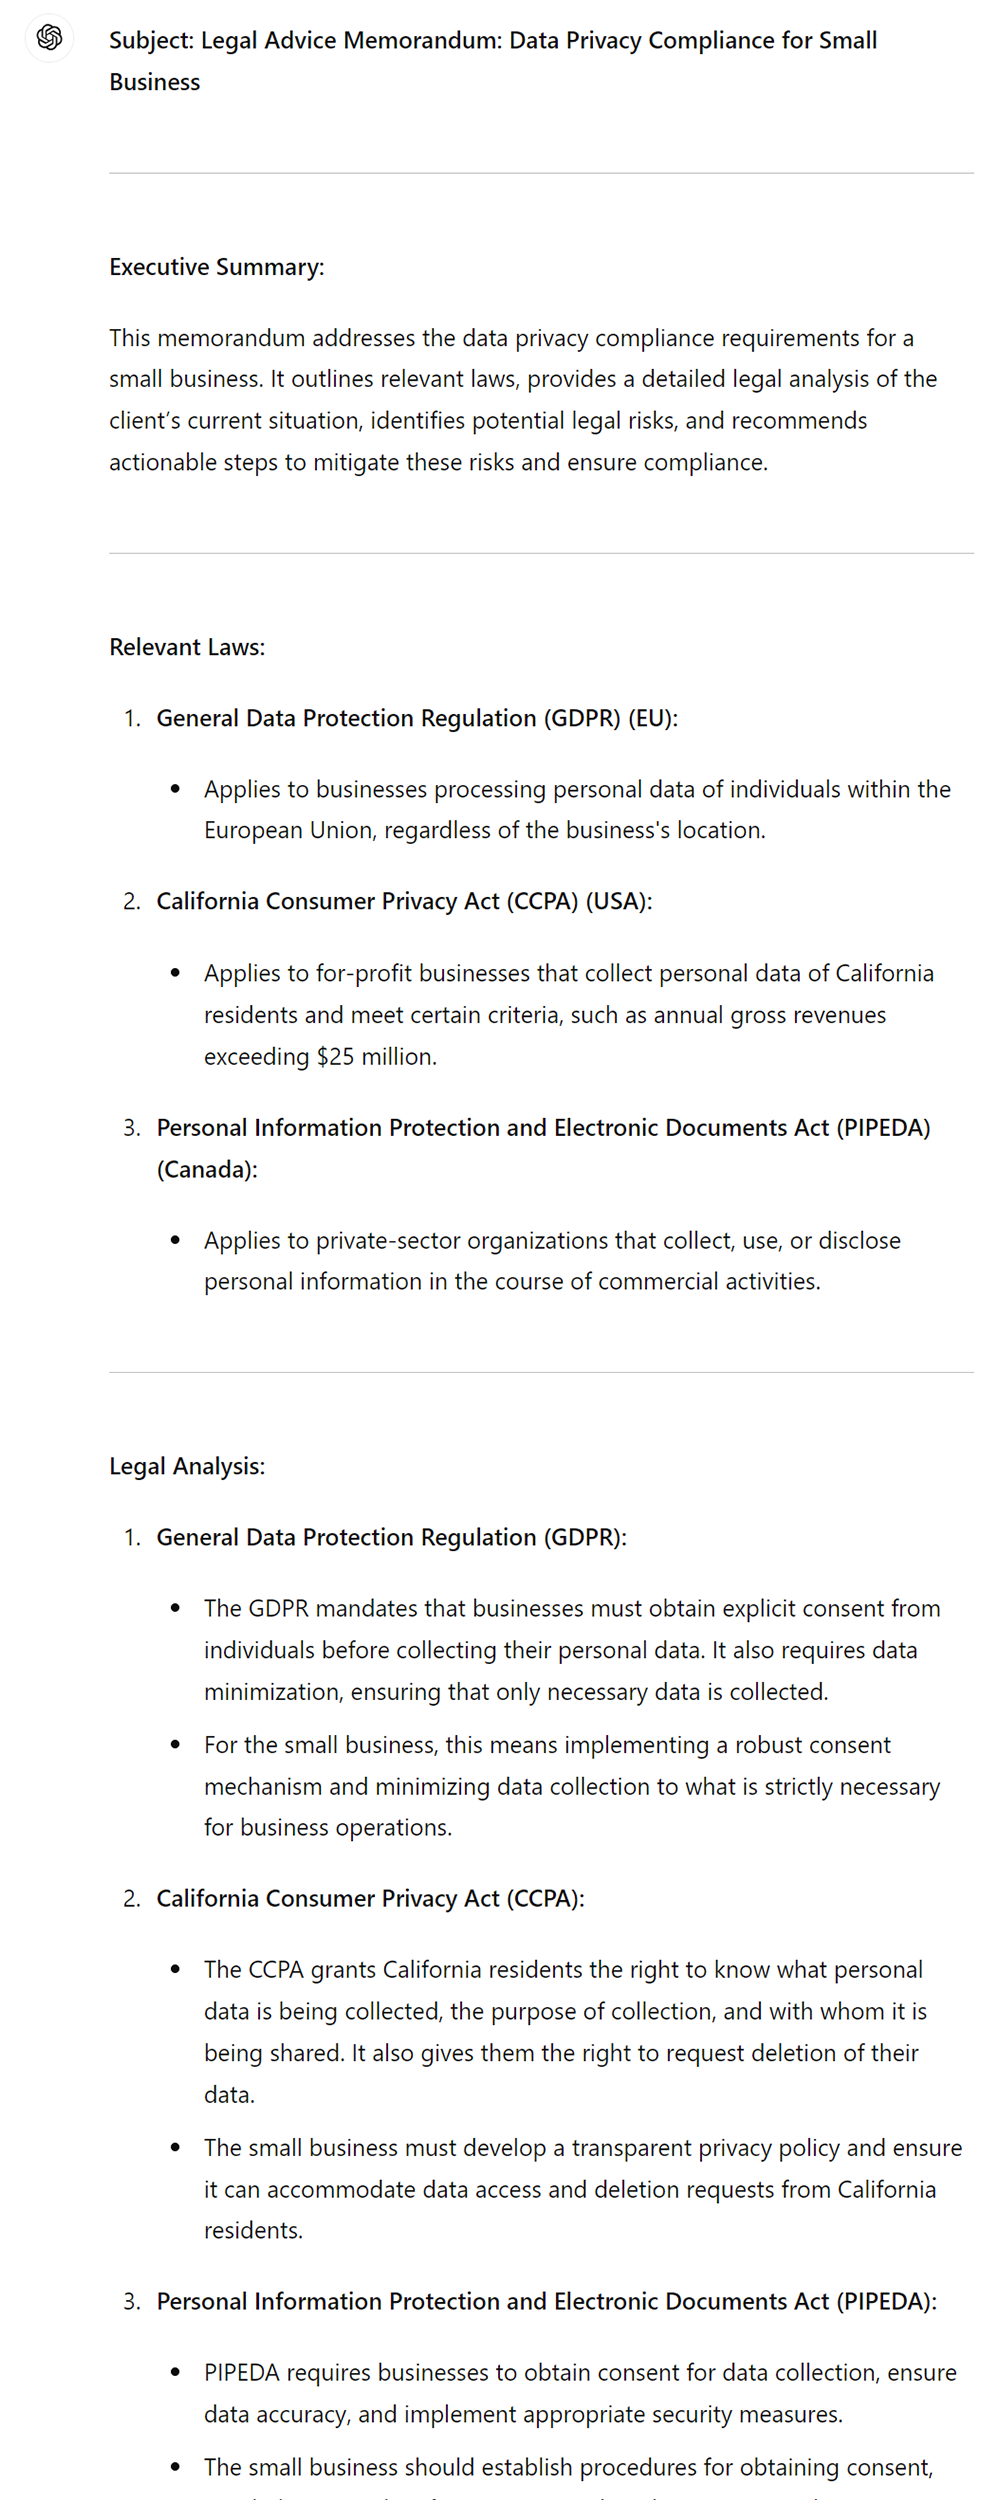 Subject: Legal Advice Memorandum: Data Privacy Compliance for Small
Business
Executive Summary:
This memorandum addresses the data privacy compliance requirements for a
small business. It outlines relevant laws, provides a detailed legal analysis of the
client’s current situation, identifies potential legal risks, and recommends
actionable steps to mitigate these risks and ensure compliance.
Relevant Laws:
1. General Data Protection Regulation (GDPR) (EU):
• Applies to businesses processing personal data of individuals within the
European Union, regardless of the business's location.
2. California Consumer Privacy Act (CCPA) (USA):
• Applies to for-profit businesses that collect personal data of California
residents and meet certain criteria, such as annual gross revenues
exceeding $25 million.
3. Personal Information Protection and Electronic Documents Act (PIPEDA)
(Canada):
• Applies to private-sector organizations that collect, use, or disclose
personal information in the course of commercial activities.
Legal Analysis:
1. General Data Protection Regulation (GDPR):
• The GDPR mandates that businesses must obtain explicit consent from
individuals before collecting their personal data. It also requires data
minimization, ensuring that only necessary data is collected.
• For the small business, this means implementing a robust consent
mechanism and minimizing data collection to what is strictly necessary
for business operations.
2. California Consumer Privacy Act (CCPA):
• The CCPA grants California residents the right to know what personal
data is being collected, the purpose of collection, and with whom it is
being shared. It also gives them the right to request deletion of their
data.
• The small business must develop a transparent privacy policy and ensure
it can accommodate data access and deletion requests from California
residents.
3. Personal Information Protection and Electronic Documents Act (PIPEDA):
• PIPEDA requires businesses to obtain consent for data collection, ensure
data accuracy, and implement appropriate security measures.
• The small business should establish procedures for obtaining consent,